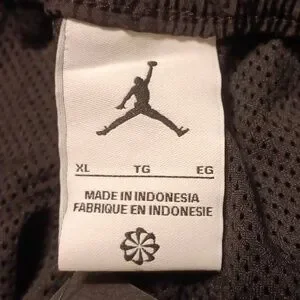 XL TG EG
MADE IN INDONESIA
FABRIQUE EN INDONESIE